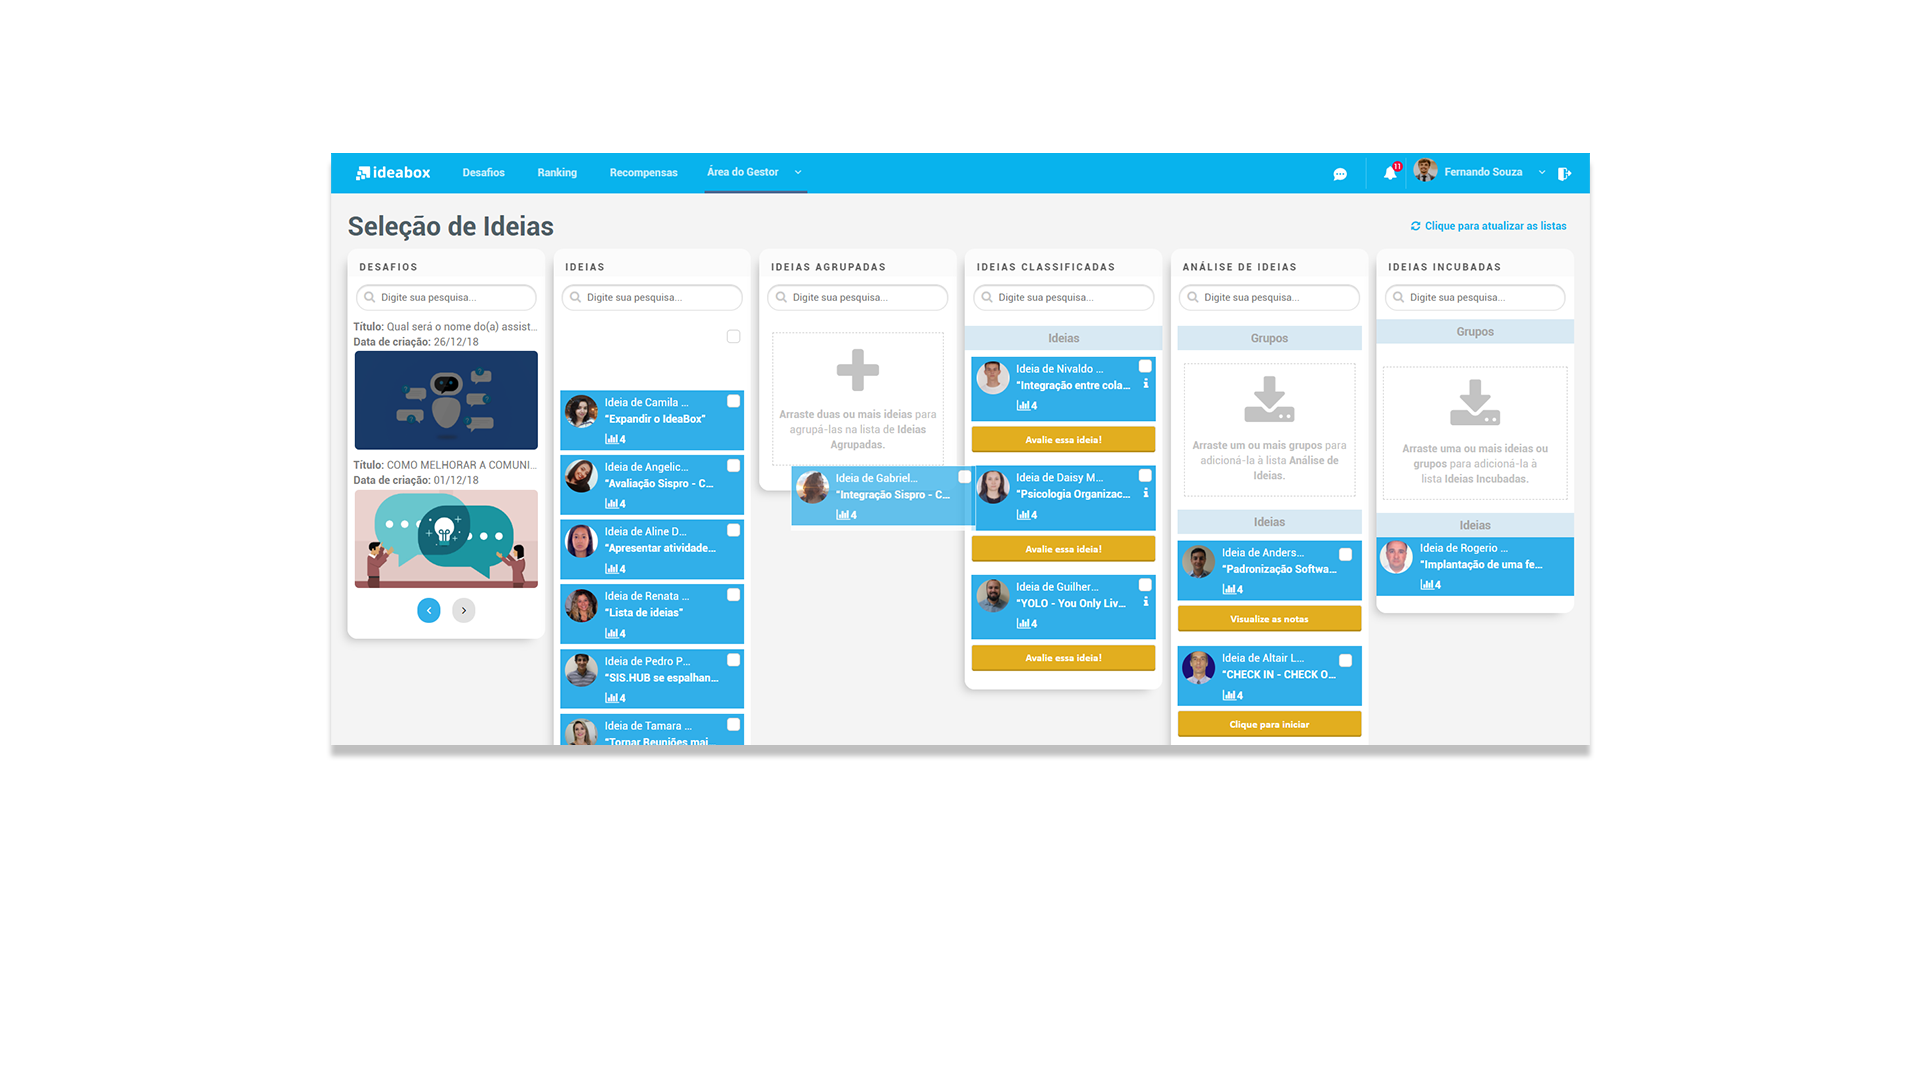 ideabox
Desafios
Ranking
Recompensas
Área do Gestor
11
Fernando Souza
Seleção de Ideias
Clique para atualizar as listas
DESAFIOS
Digite sua pesquisa...
Título: Qual será o nome do(a) assist...
Data de criação: 26/12/18
Título: COMO MELHORAR A COMUNI...
Data de criação: 01/12/18
IDEIAS
Digite sua pesquisa...
Ideia de Camila ...
"Expandir o IdeaBox"
4
Ideia de Angelic...
"Avaliação Sispro - C...
4
Ideia de Aline D...
"Apresentar atividade...
4
Ideia de Renata ...
"Lista de ideias"
4
Ideia de Pedro P...
"SIS.HUB se espalhan...
4
Ideia de Tamara ...
"Tornar Reuniões mai...
IDEIAS AGRUPADAS
Digite sua pesquisa...
Arraste duas ou mais ideias para
agrupá-las na lista de Ideias
Agrupadas.
Ideia de Gabriel...
"Integração Sispro - C...
4
IDEIAS CLASSIFICADAS
Digite sua pesquisa...
Ideias
Ideia de Nivaldo ...
"Integração entre cola...
4
Avalie essa ideia!
Ideia de Daisy M...
"Psicologia Organizac...
4
Avalie essa ideia!
Ideia de Guilher...
"YOLO - You Only Liv...
4
Avalie essa ideia!
ANÁLISE DE IDEIAS
Digite sua pesquisa...
Grupos
Arraste um ou mais grupos para
adicioná-la à lista Análise de
Ideias.
Ideias
Ideia de Anders...
"Padronização Softwa...
4
Visualize as notas
Ideia de Altair L...
"CHECK IN - CHECK O...
4
Clique para iniciar
IDEIAS INCUBADAS
Digite sua pesquisa...
Grupos
Arraste uma ou mais ideias ou
grupos para adicioná-la à
lista Ideias Incubadas.
Ideias
Ideia de Rogerio ...
"Implantação de uma fe...
4